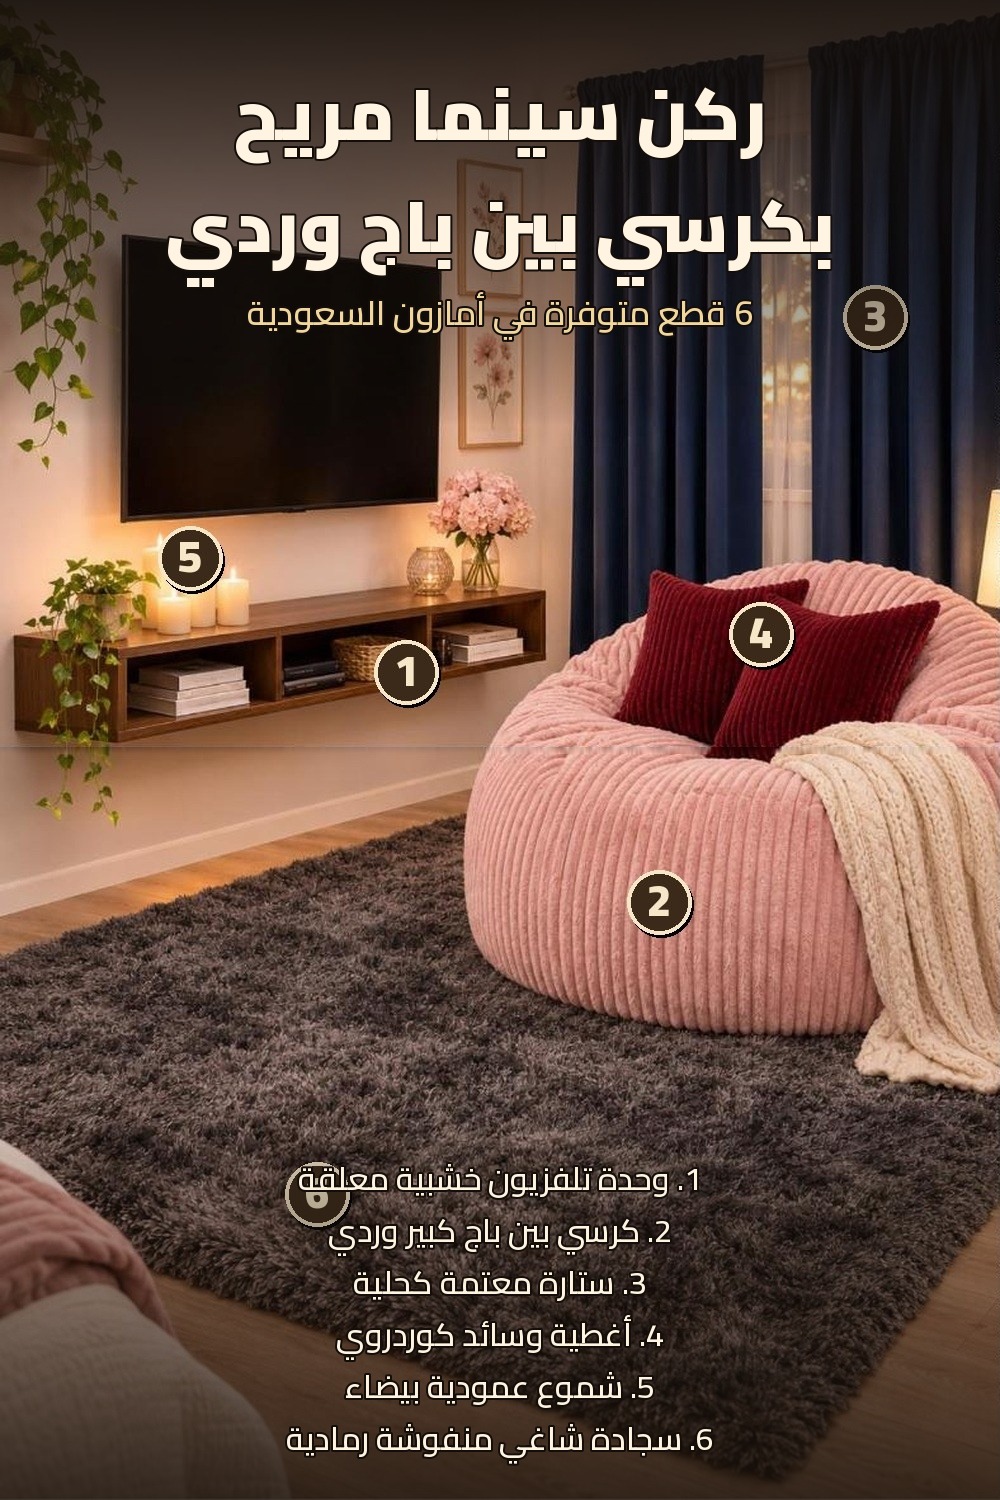 ركن سينما مريح
بكرسي بين باج وردي
6 قطع متوفرة في أمازون السعودية
3
5
4
1
2
6
1. وحدة تلفزيون خشبية معلقة
2. كرسي بين باج كبير وردي
3. ستارة معتمة كحلية
4. أغطية وسائد كوردروي
5. شموع عمودية بيضاء
6. سجادة شاغي منفوشة رمادية